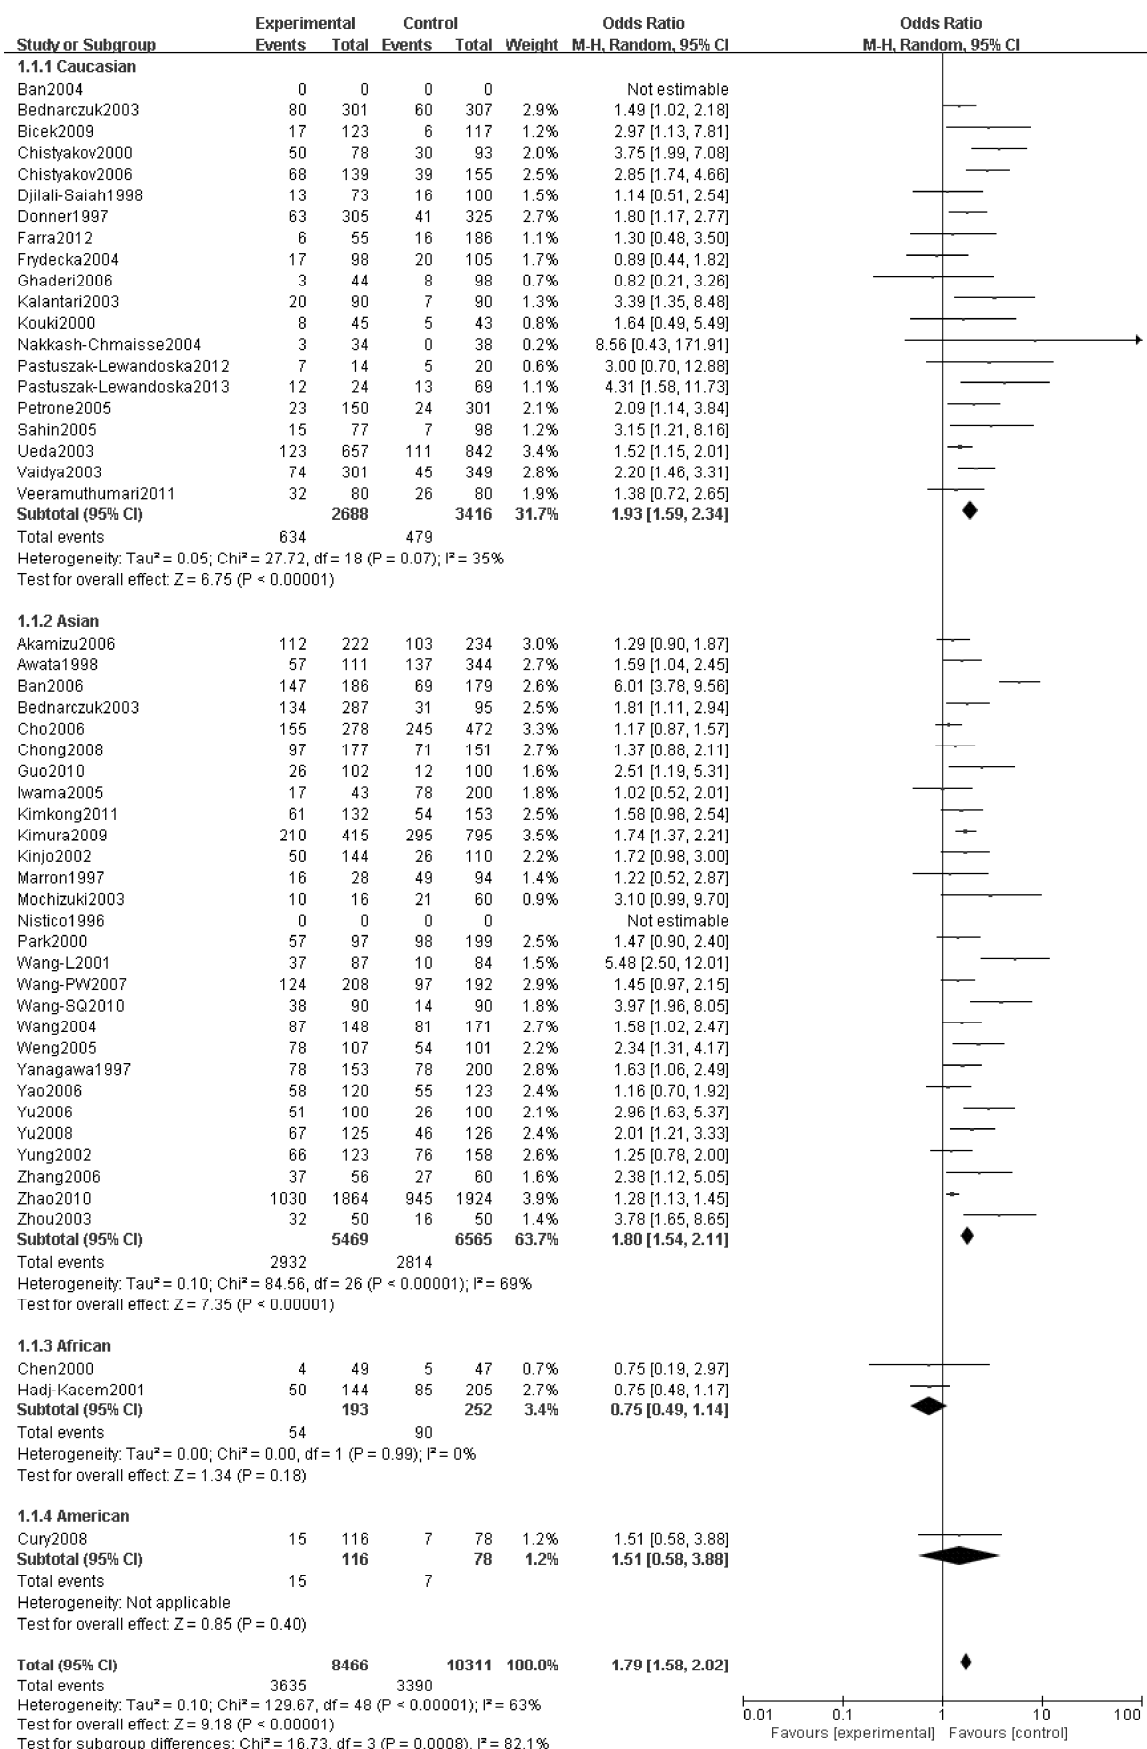 Experimental Control Odds Ratio Odds Ratio
Study or Subgroup Events Total Events Total Weight M-H, Random, 95% CI M-H, Random, 95% CI
1.1.1 Caucasian
Ban2004 0 0 0 0 Not estimable
Bednarczuk2003 80 301 60 307 2.9% 1.49 [1.02, 2.18]
Bicek2009 17 123 6 117 1.2% 2.97 [1.13, 7.81]
Chistyakov2000 50 78 30 93 2.0% 3.75 [1.99, 7.08]
Chistyakov2006 68 139 39 155 2.5% 2.85 [1.74, 4.66]
Djilali-Saiah1998 13 73 16 100 1.5% 1.14 [0.51, 2.54]
Donner1997 63 305 41 325 2.7% 1.80 [1.17, 2.77]
Farra2012 6 55 16 186 1.1% 1.30 [0.48, 3.50]
Frydecka2004 17 98 20 105 1.7% 0.89 [0.44, 1.82]
Ghaderi2006 3 44 8 98 0.7% 0.82 [0.21, 3.26]
Kalantari2003 20 90 7 90 1.3% 3.39 [1.35, 8.48]
Kouki2000 8 45 5 43 0.8% 1.64 [0.49, 5.49]
Nakkash-Chmaisse2004 3 34 0 38 0.2% 8.56 [0.43, 171.91]
Pastuszak-Lewandoska2012 7 14 5 20 0.6% 3.00 [0.70, 12.88]
Pastuszak-Lewandoska2013 12 24 13 69 1.1% 4.31 [1.58, 11.73]
Petrone2005 23 150 24 301 2.1% 2.09 [1.14, 3.84]
Sahin2005 15 77 7 98 1.2% 3.15 [1.21, 8.16]
Ueda2003 123 657 111 842 3.4% 1.52 [1.15, 2.01]
Vaidya2003 74 301 45 349 2.8% 2.20 [1.46, 3.31]
Veeramuthumari2011 32 80 26 80 1.9% 1.38 [0.72, 2.65]
Subtotal (95% CI) 2688 3416 31.7% 1.93 [1.59, 2.34]
Total events 634 479
Heterogeneity: Tau² = 0.05; Chi² = 27.72, df = 18 (P = 0.07); I² = 35%
Test for overall effect: Z = 6.75 (P < 0.00001)
1.1.2 Asian
Akamizu2006 112 222 103 234 3.0% 1.29 [0.90, 1.87]
Awata1998 57 111 137 344 2.7% 1.59 [1.04, 2.45]
Ban2006 147 186 69 179 2.6% 6.01 [3.78, 9.56]
Bednarczuk2003 134 287 31 95 2.5% 1.81 [1.11, 2.94]
Cho2006 155 278 245 472 3.3% 1.17 [0.87, 1.57]
Chong2008 97 177 71 151 2.7% 1.37 [0.88, 2.11]
Guo2010 26 102 12 100 1.6% 2.51 [1.19, 5.31]
Iwama2005 17 43 78 200 1.8% 1.02 [0.52, 2.01]
Kimkong2011 61 132 54 153 2.5% 1.58 [0.98, 2.54]
Kimura2009 210 415 295 795 3.5% 1.74 [1.37, 2.21]
Kinjo2002 50 144 26 110 2.2% 1.72 [0.98, 3.00]
Marron1997 16 28 49 94 1.4% 1.22 [0.52, 2.87]
Mochizuki2003 10 16 21 60 0.9% 3.10 [0.99, 9.70]
Nistico1996 0 0 0 0 Not estimable
Park2000 57 97 98 199 2.5% 1.47 [0.90, 2.40]
Wang-L2001 37 87 10 84 1.5% 5.48 [2.50, 12.01]
Wang-PW2007 124 208 97 192 2.9% 1.45 [0.97, 2.15]
Wang-SQ2010 38 90 14 90 1.8% 3.97 [1.96, 8.05]
Wang2004 87 148 81 171 2.7% 1.58 [1.02, 2.47]
Weng2005 78 107 54 101 2.2% 2.34 [1.31, 4.17]
Yanagawa1997 78 153 78 200 2.8% 1.63 [1.06, 2.49]
Yao2006 58 120 55 123 2.4% 1.16 [0.70, 1.92]
Yu2006 51 100 26 100 2.1% 2.96 [1.63, 5.37]
Yu2008 67 125 46 126 2.4% 2.01 [1.21, 3.33]
Yung2002 66 123 76 158 2.6% 1.25 [0.78, 2.00]
Zhang2006 37 56 27 60 1.6% 2.38 [1.12, 5.05]
Zhao2010 1030 1864 945 1924 3.9% 1.28 [1.13, 1.45]
Zhou2003 32 50 16 50 1.4% 3.78 [1.65, 8.65]
Subtotal (95% CI) 5469 6565 63.7% 1.80 [1.54, 2.11]
Total events 2932 2814
Heterogeneity: Tau² = 0.10; Chi² = 84.56, df = 26 (P < 0.00001); I² = 69%
Test for overall effect: Z = 7.35 (P < 0.00001)
1.1.3 African
Chen2000 4 49 5 47 0.7% 0.75 [0.19, 2.97]
Hadj-Kacem2001 50 144 85 205 2.7% 0.75 [0.48, 1.17]
Subtotal (95% CI) 193 252 3.4% 0.75 [0.49, 1.14]
Total events 54 90
Heterogeneity: Tau² = 0.00; Chi² = 0.00, df = 1 (P = 0.99); I² = 0%
Test for overall effect: Z = 1.34 (P = 0.18)
1.1.4 American
Cury2008 15 116 7 78 1.2% 1.51 [0.58, 3.88]
Subtotal (95% CI) 116 78 1.2% 1.51 [0.58, 3.88]
Total events 15 7
Heterogeneity: Not applicable
Test for overall effect: Z = 0.85 (P = 0.40)
Total (95% CI) 8466 10311 100.0% 1.79 [1.58, 2.02]
Total events 3635 3390
Heterogeneity: Tau² = 0.10; Chi² = 129.67, df = 48 (P < 0.00001); I² = 63%
Test for overall effect: Z = 9.18 (P < 0.00001)
Test for subgroup differences: Chi² = 16.73, df = 3 (P = 0.0008), I² = 82.1%
0.01 0.1 1 10 100
Favours [experimental] Favours [control]